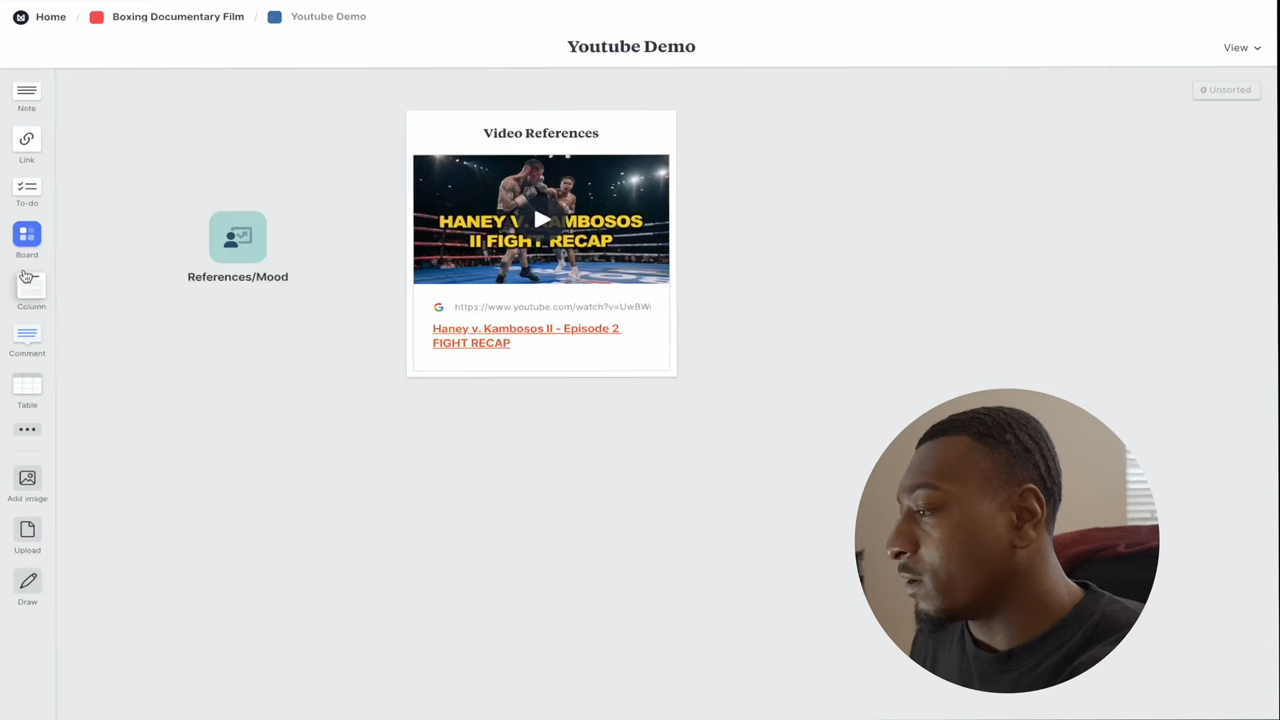 Home / Boxing Documentary Film / Youtube Demo
Youtube Demo
View
0 Unsorted
Note
Link
To-do
Board
Column
Comment
Table
Add image
Upload
Draw
References/Mood
Video References
HANEY V. KAMBOSOS
II FIGHT RECAP
https://www.youtube.com/watch?v=UwBW
Haney v. Kambosos II - Episode 2
FIGHT RECAP